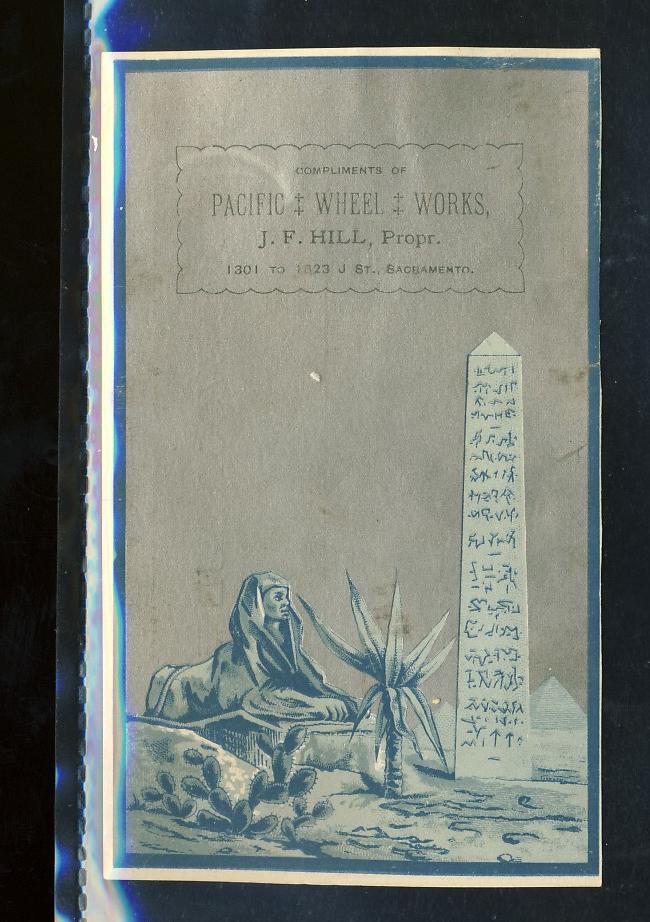 COMPLIMENTS OF
PACIFIC ‡ WHEEL ‡ WORKS,
J. F. HILL, Propr.
1301 TO 1323 J ST., SACRAMENTO.